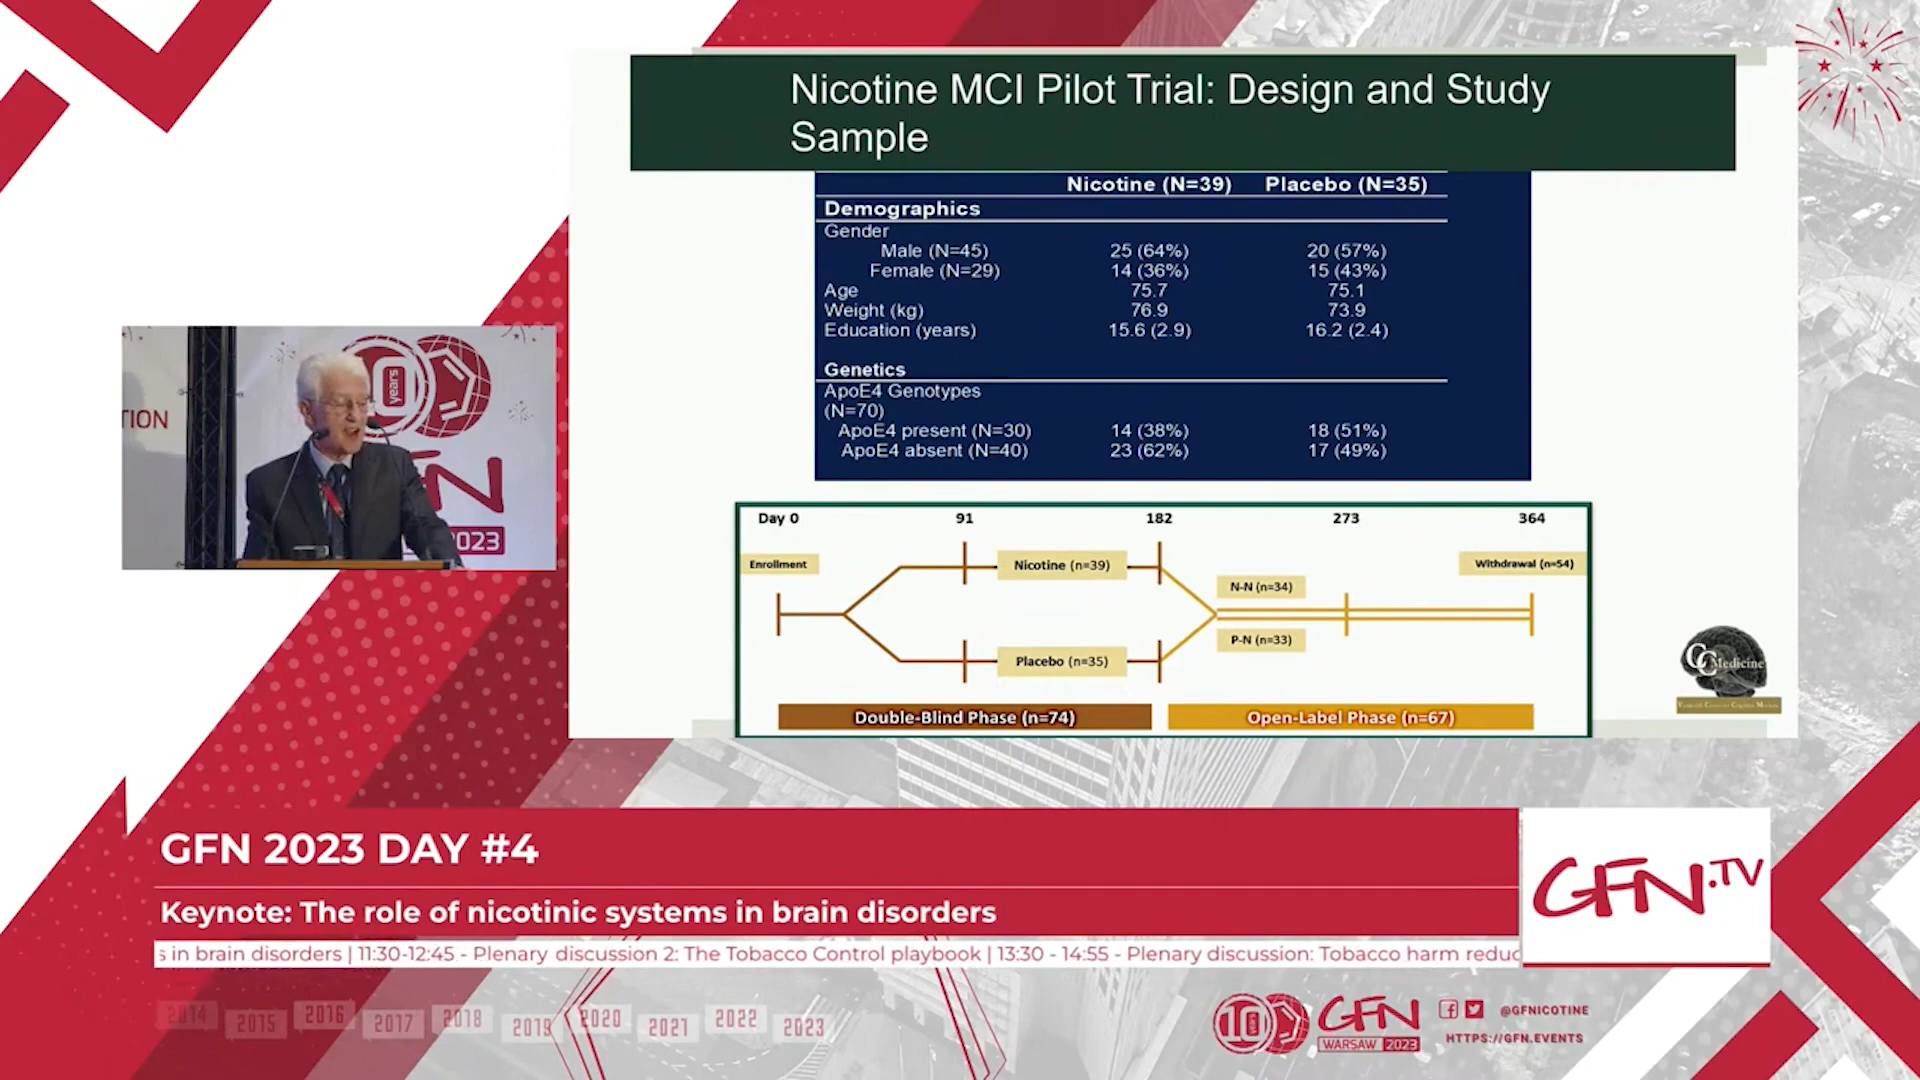 Nicotine MCI Pilot Trial: Design and Study
Sample
Nicotine (N=39) Placebo (N=35)
Demographics
Gender
Male (N=45) 25 (64%) 20 (57%)
Female (N=29) 14 (36%) 15 (43%)
Age 75.7 75.1
Weight (kg) 76.9 73.9
Education (years) 15.6 (2.9) 16.2 (2.4)
Genetics
ApoE4 Genotypes
(N=70)
ApoE4 present (N=30) 14 (38%) 18 (51%)
ApoE4 absent (N=40) 23 (62%) 17 (49%)
Day 0 91 182 273 364
Enrollment
Nicotine (n=39)
Withdrawal (n=54)
N-N (n=34)
P-N (n=33)
Placebo (n=35)
Double-Blind Phase (n=74)
Open-Label Phase (n=67)
CC Medicine
TION
10 years
2023
GFN 2023 DAY #4
Keynote: The role of nicotinic systems in brain disorders
s in brain disorders | 11:30-12:45 - Plenary discussion 2: The Tobacco Control playbook | 13:30 - 14:55 - Plenary discussion: Tobacco harm reduc
GFN.TV
2014 2015 2016 2017 2018 2019 2020 2021 2022 2023
10 GFN
WARSAW 2023
@GFNICOTINE
HTTPS://GFN.EVENTS